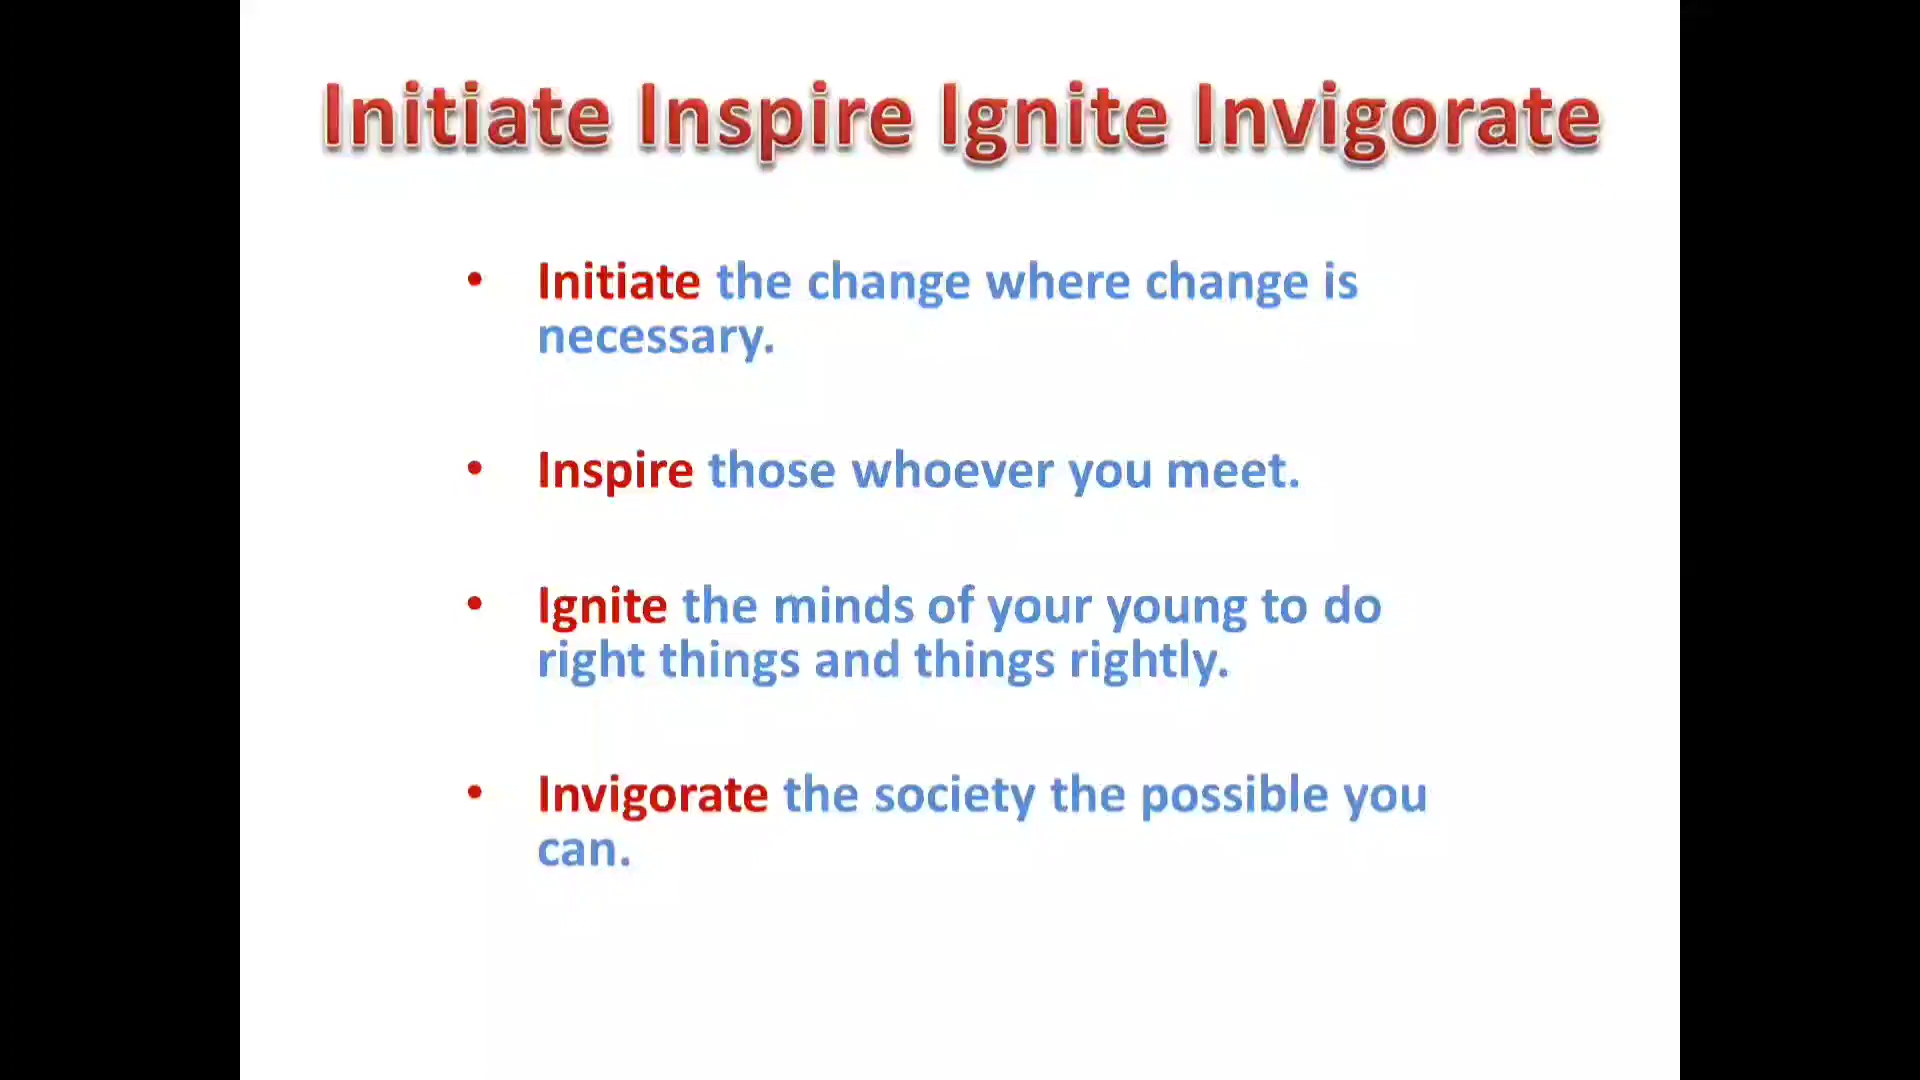 Initiate Inspire Ignite Invigorate
• Initiate the change where change is
necessary.
• Inspire those whoever you meet.
• Ignite the minds of your young to do
right things and things rightly.
• Invigorate the society the possible you
can.